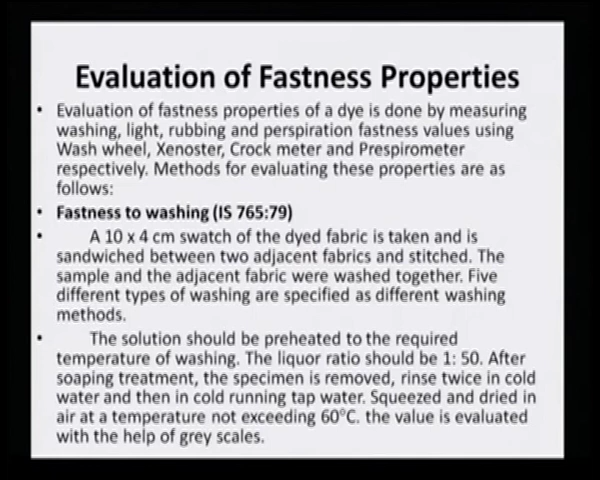 Evaluation of Fastness Properties
• Evaluation of fastness properties of a dye is done by measuring
washing, light, rubbing and perspiration fastness values using
Wash wheel, Xenoster, Crock meter and Prespirometer
respectively. Methods for evaluating these properties are as
follows:
• Fastness to washing (IS 765:79)
• A 10 x 4 cm swatch of the dyed fabric is taken and is
sandwiched between two adjacent fabrics and stitched. The
sample and the adjacent fabric were washed together. Five
different types of washing are specified as different washing
methods.
• The solution should be preheated to the required
temperature of washing. The liquor ratio should be 1: 50. After
soaping treatment, the specimen is removed, rinse twice in cold
water and then in cold running tap water. Squeezed and dried in
air at a temperature not exceeding 60°C. the value is evaluated
with the help of grey scales.